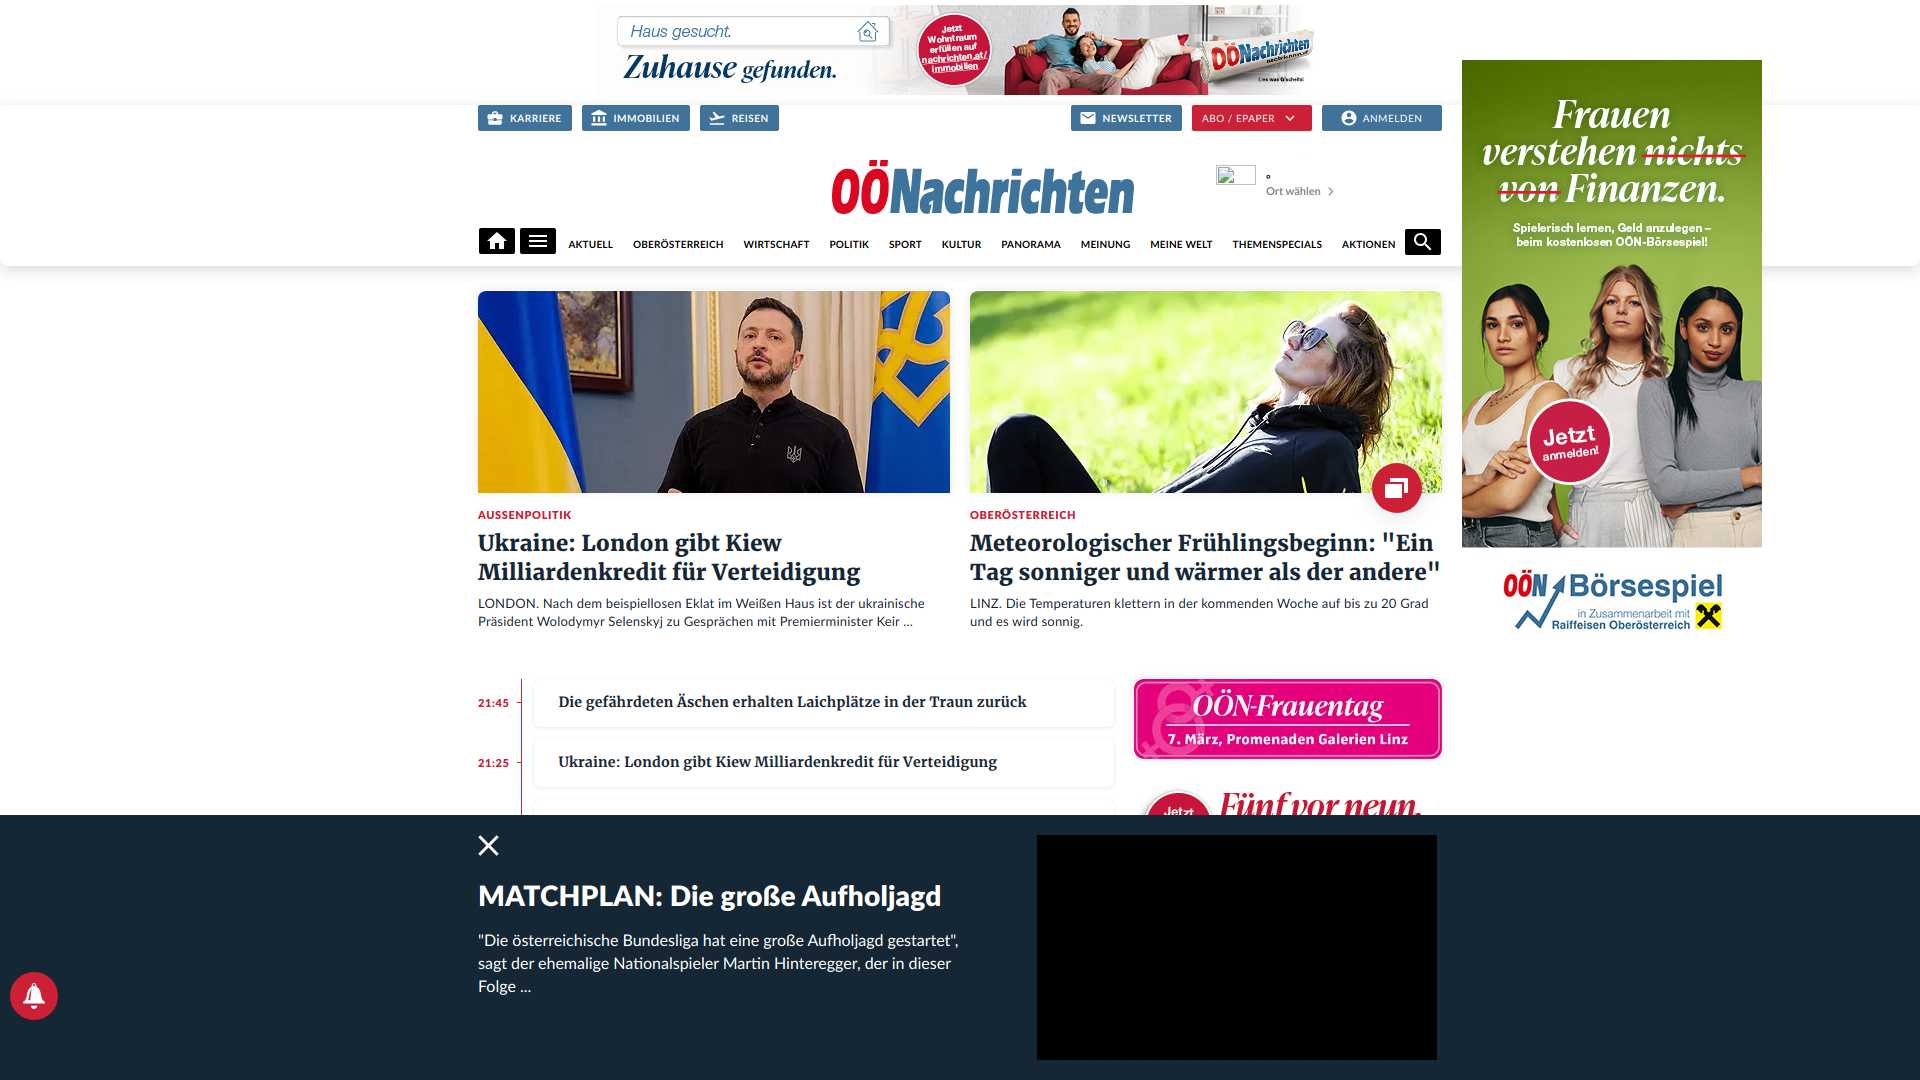 Haus gesucht.
Zuhause gefunden.
Jetzt
Wohntraum
erfüllen auf
nachrichten.at/
immobilien
OÖNachrichten
Lies was G'scheits!
KARRIERE
IMMOBILIEN
REISEN
NEWSLETTER
ABO / EPAPER
ANMELDEN
OÖNachrichten
°
Ort wählen
AKTUELL
OBERÖSTERREICH
WIRTSCHAFT
POLITIK
SPORT
KULTUR
PANORAMA
MEINUNG
MEINE WELT
THEMENSPECIALS
AKTIONEN
Frauen
verstehen nichts
von Finanzen.
Spielerisch lernen, Geld anzulegen –
beim kostenlosen OÖN-Börsespiel!
Jetzt
anmelden!
OÖN Börsespiel
in Zusammenarbeit mit
Raiffeisen Oberösterreich
AUSSENPOLITIK
Ukraine: London gibt Kiew
Milliardenkredit für Verteidigung
LONDON. Nach dem beispiellosen Eklat im Weißen Haus ist der ukrainische
Präsident Wolodymyr Selenskyj zu Gesprächen mit Premierminister Keir ...
OBERÖSTERREICH
Meteorologischer Frühlingsbeginn: "Ein
Tag sonniger und wärmer als der andere"
LINZ. Die Temperaturen klettern in der kommenden Woche auf bis zu 20 Grad
und es wird sonnig.
21:45
Die gefährdeten Äschen erhalten Laichplätze in der Traun zurück
21:25
Ukraine: London gibt Kiew Milliardenkredit für Verteidigung
OÖN-Frauentag
7. März, Promenaden Galerien Linz
Jetzt
Fünf vor neun.
MATCHPLAN: Die große Aufholjagd
"Die österreichische Bundesliga hat eine große Aufholjagd gestartet",
sagt der ehemalige Nationalspieler Martin Hinteregger, der in dieser
Folge ...